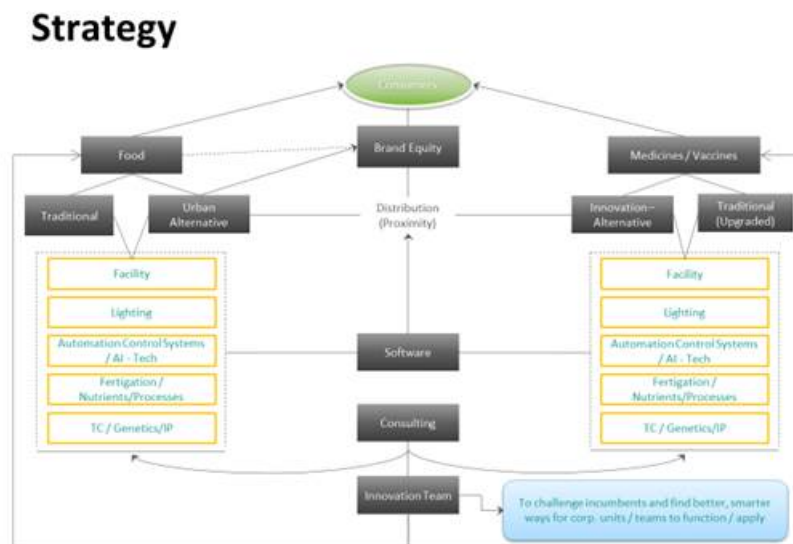 Strategy
Consumers
Food
Brand Equity
Medicines / Vaccines
Traditional
Urban
Alternative
Distribution
(Proximity)
Innovation–
Alternative
Traditional
(Upgraded)
Facility
Lighting
Automation Control Systems
/ AI - Tech
Fertigation /
Nutrients/Processes
TC / Genetics/IP
Software
Consulting
Innovation Team
Facility
Lighting
Automation Control Systems
/ AI - Tech
Fertigation /
Nutrients/Processes
TC / Genetics/IP
To challenge incumbents and find better, smarter
ways for corp. units / teams to function / apply